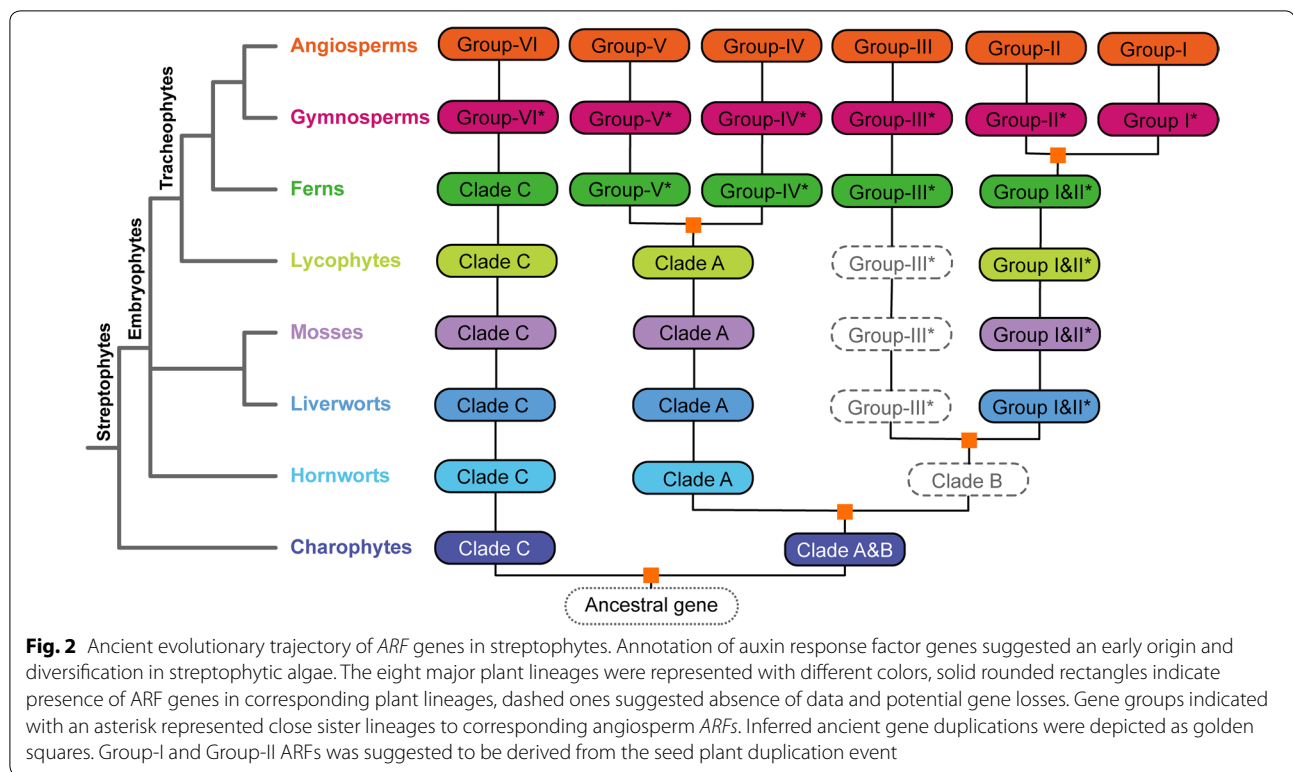 Angiosperms Group-VI Group-V Group-IV Group-III Group-II Group-I
Gymnosperms Group-VI* Group-V* Group-IV* Group-III* Group-II* Group I*
Ferns Clade C Group-V* Group-IV* Group-III* Group I&II*
Lycophytes Clade C Clade A Group-III* Group I&II*
Mosses Clade C Clade A Group-III* Group I&II*
Liverworts Clade C Clade A Group-III* Group I&II*
Hornworts Clade C Clade A Clade B
Charophytes Clade C Clade A&B
Ancestral gene
Tracheophytes
Embryophytes
Streptophytes
Fig. 2 Ancient evolutionary trajectory of ARF genes in streptophytes. Annotation of auxin response factor genes suggested an early origin and
diversification in streptophytic algae. The eight major plant lineages were represented with different colors, solid rounded rectangles indicate
presence of ARF genes in corresponding plant lineages, dashed ones suggested absence of data and potential gene losses. Gene groups indicated
with an asterisk represented close sister lineages to corresponding angiosperm ARFs. Inferred ancient gene duplications were depicted as golden
squares. Group-I and Group-II ARFs was suggested to be derived from the seed plant duplication event